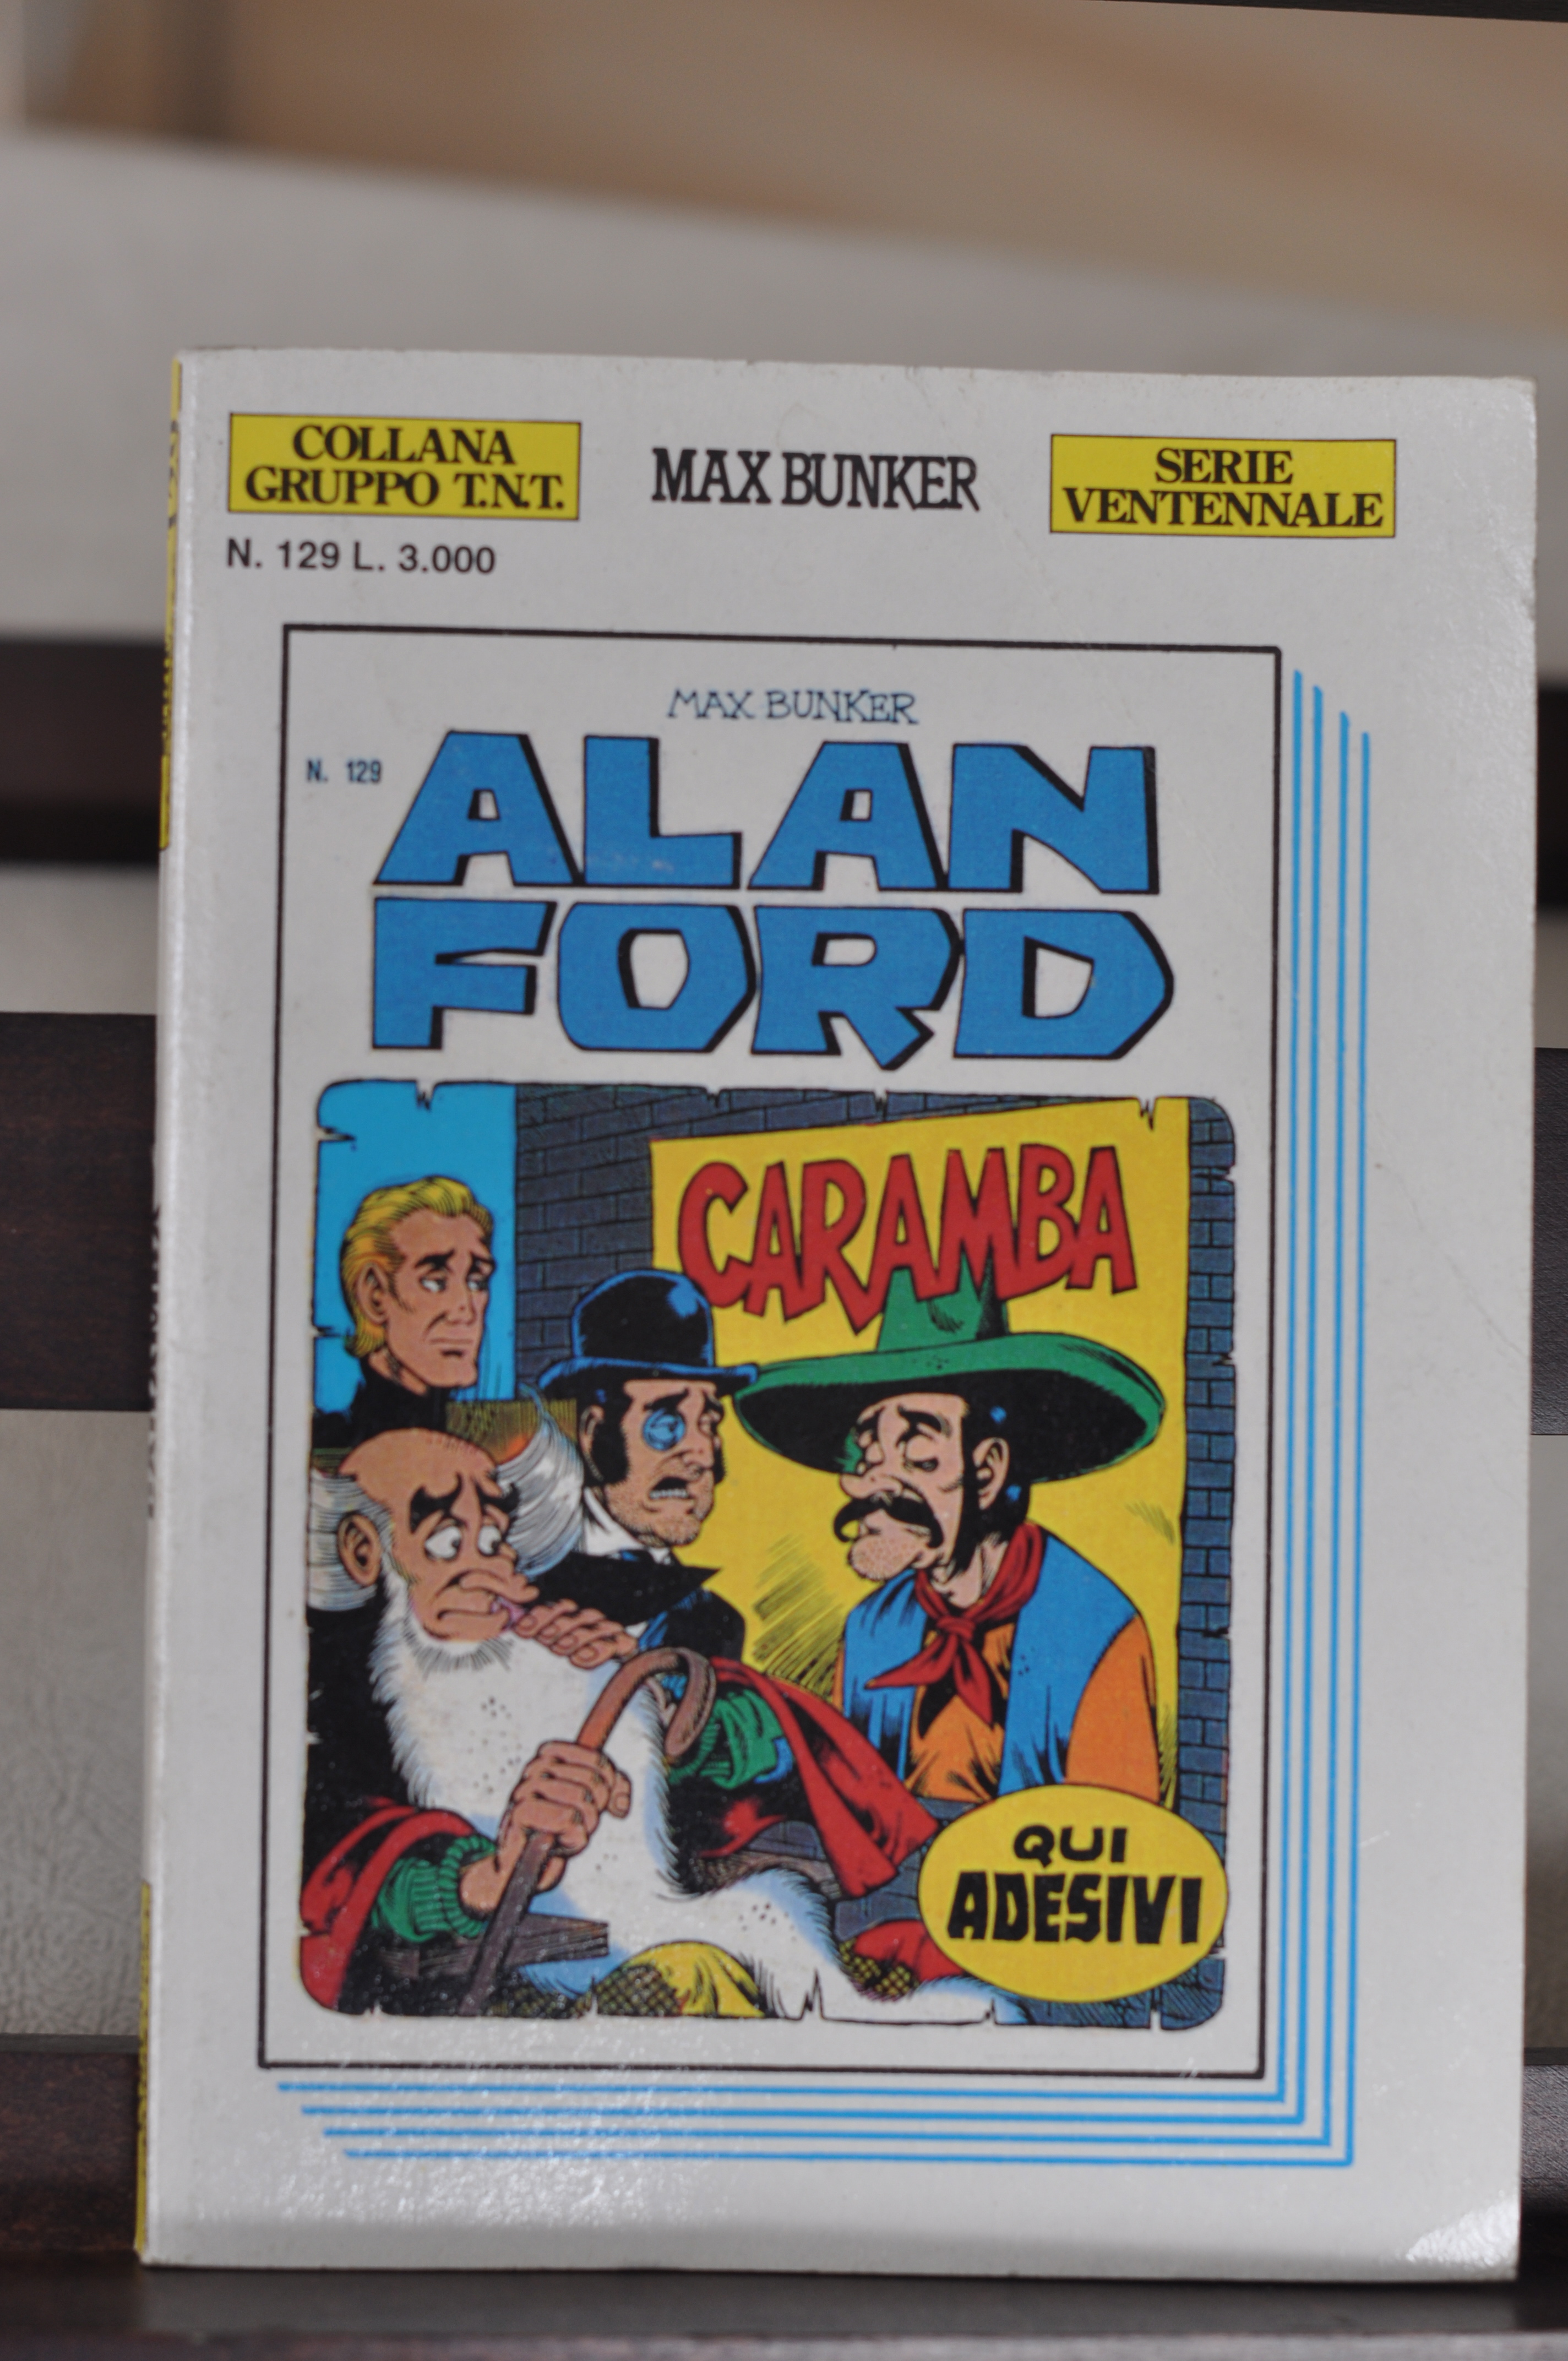 COLLANA
GRUPPO T.N.T.
MAX BUNKER
SERIE
VENTENNALE
N. 129 L. 3.000
MAX BUNKER
N. 129
ALAN
FORD
CARAMBA
QUI
ADESIVI